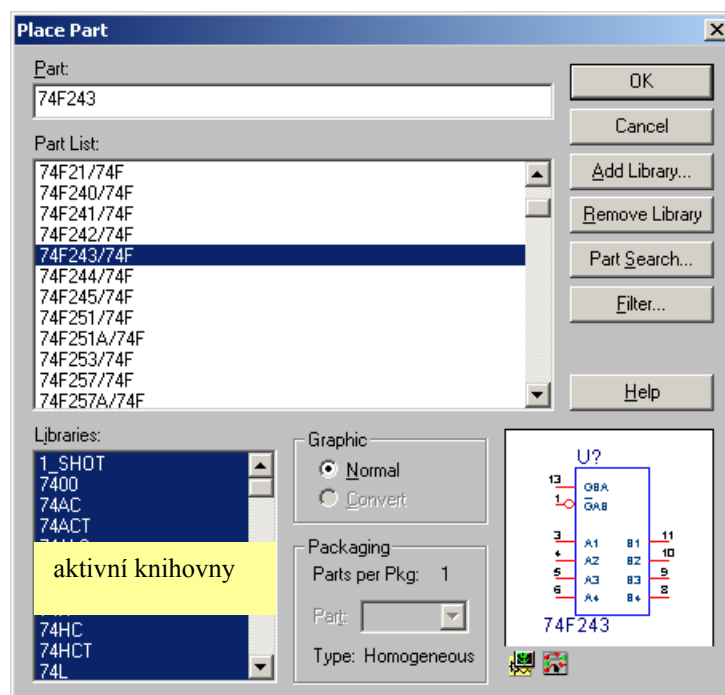 Place Part
Part:
74F243
Part List:
74F21/74F
74F240/74F
74F241/74F
74F242/74F
74F243/74F
74F244/74F
74F245/74F
74F251/74F
74F251A/74F
74F253/74F
74F257/74F
74F257A/74F
OK
Cancel
Add Library...
Remove Library
Part Search...
Filter...
Help
Libraries:
1_SHOT
7400
74AC
74ACT
aktivní knihovny
74HC
74HCT
74L
Graphic
Normal
Convert
Packaging
Parts per Pkg: 1
Part:
Type: Homogeneous
U?
13 GBA
1 GAB
3 A1 B1 11
4 A2 B2 10
5 A3 B3 9
6 A4 B4 8
74F243